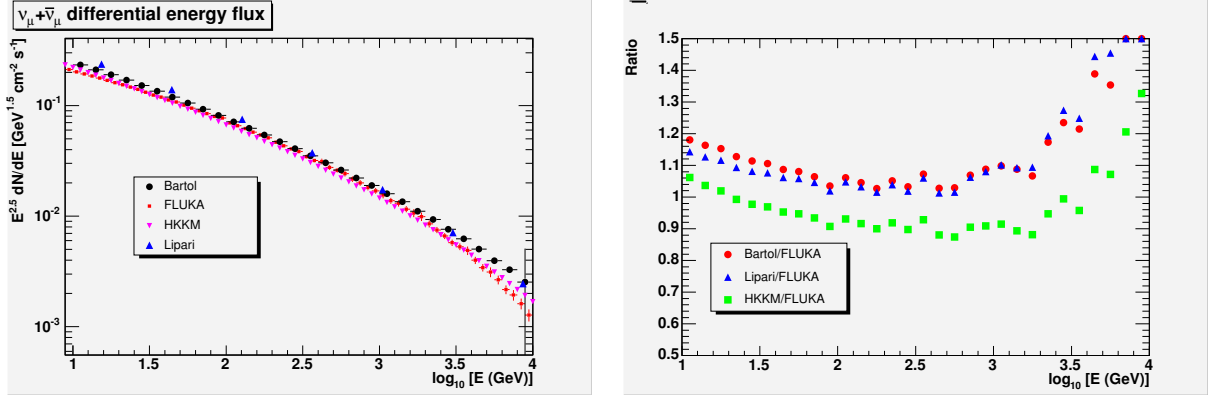 ν_μ+ν̅_μ differential energy flux
E^2.5 dN/dE [GeV^1.5 cm^-2 s^-1]
10^-1
10^-2
10^-3
Bartol
FLUKA
HKKM
Lipari
1 1.5 2 2.5 3 3.5 4
log_10 [E (GeV)]
Ratio
1.5
1.4
1.3
1.2
1.1
1
0.9
0.8
0.7
0.6
0.5
Bartol/FLUKA
Lipari/FLUKA
HKKM/FLUKA
1 1.5 2 2.5 3 3.5 4
log_10 [E (GeV)]